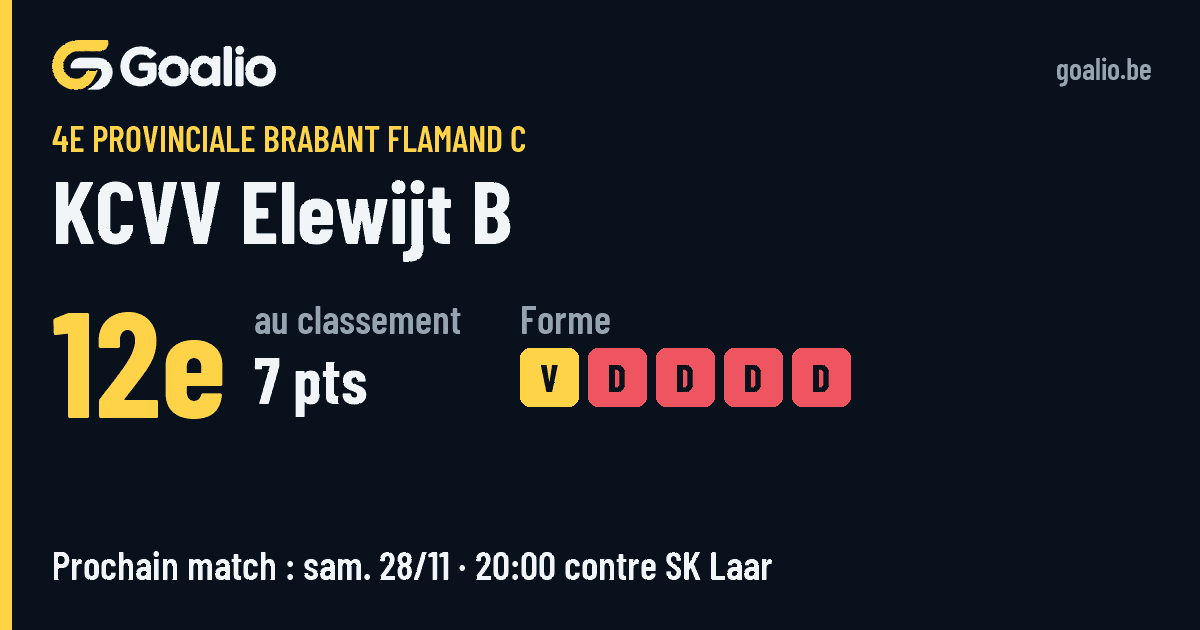 Goalio
goalio.be
4E PROVINCIALE BRABANT FLAMAND C
KCVV Elewijt B
12e
au classement
7 pts
Forme
V D D D D
Prochain match : sam. 28/11 · 20:00 contre SK Laar